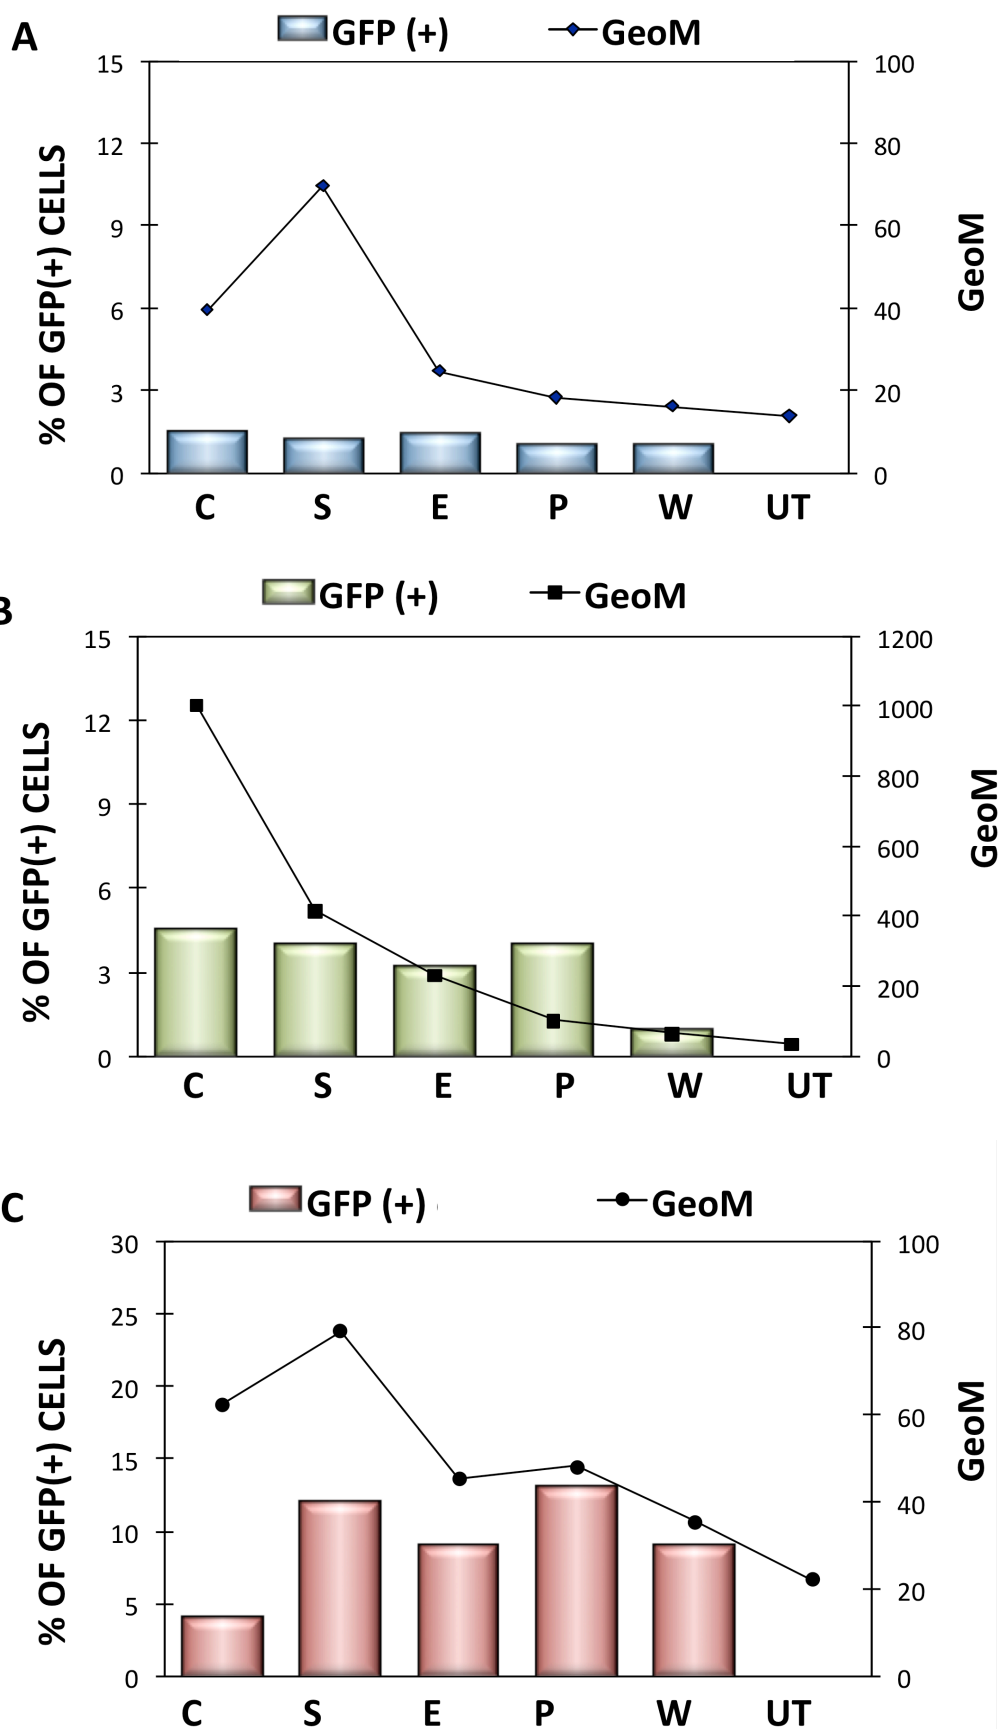 A
GFP (+) GeoM
% OF GFP(+) CELLS
15
12
9
6
3
0
100
80
60
40
20
0
GeoM
C S E P W UT
B
GFP (+) GeoM
% OF GFP(+) CELLS
15
12
9
6
3
0
1200
1000
800
600
400
200
0
GeoM
C S E P W UT
C
GFP (+) GeoM
% OF GFP(+) CELLS
30
25
20
15
10
5
0
100
80
60
40
20
0
GeoM
C S E P W UT